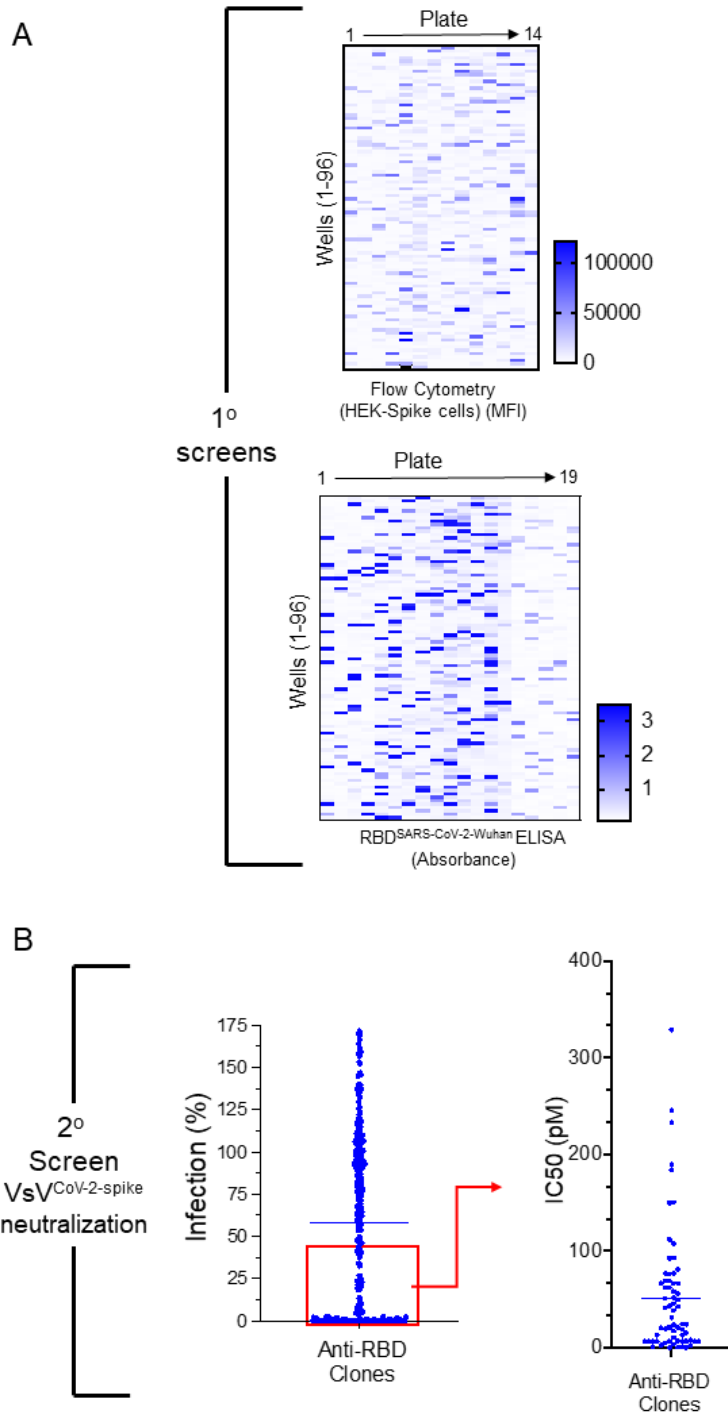 A
Plate
1
14
Wells (1-96)
100000
50000
0
Flow Cytometry
(HEK-Spike cells) (MFI)
1º
screens
Plate
1
19
Wells (1-96)
3
2
1
RBDSARS-CoV-2-Wuhan ELISA
(Absorbance)
B
2º
Screen
VsVCoV-2-spike
neutralization
Infection (%)
175
150
125
100
75
50
25
0
Anti-RBD
Clones
IC50 (pM)
400
300
200
100
0
Anti-RBD
Clones